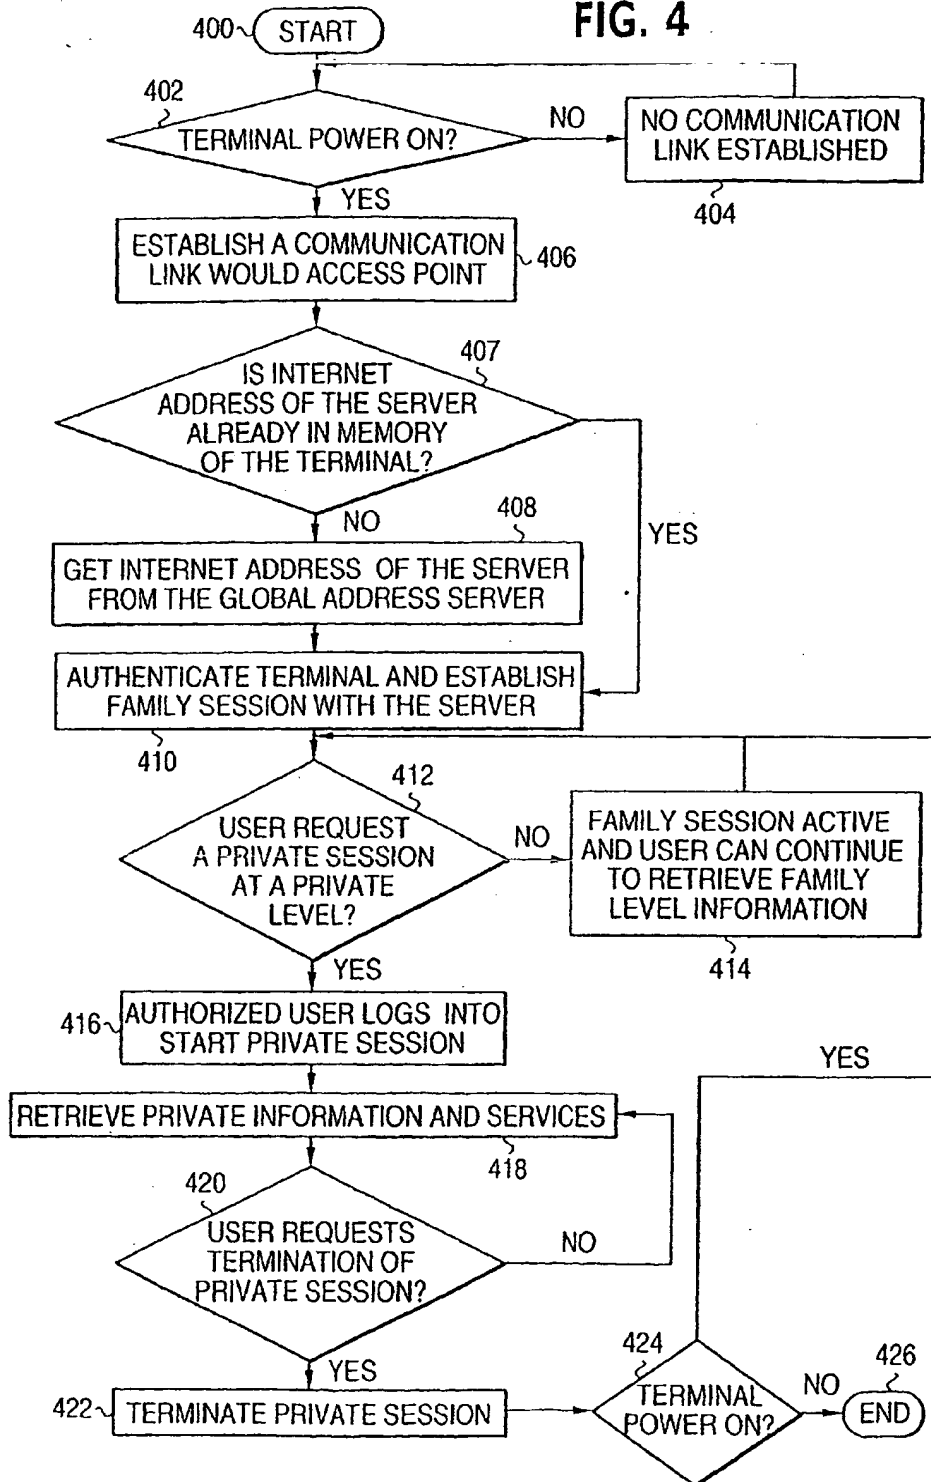 FIG. 4
400
START
402
TERMINAL POWER ON?
NO
NO COMMUNICATION
LINK ESTABLISHED
404
YES
ESTABLISH A COMMUNICATION
LINK WOULD ACCESS POINT
406
407
IS INTERNET
ADDRESS OF THE SERVER
ALREADY IN MEMORY
OF THE TERMINAL?
NO
YES
408
GET INTERNET ADDRESS OF THE SERVER
FROM THE GLOBAL ADDRESS SERVER
AUTHENTICATE TERMINAL AND ESTABLISH
FAMILY SESSION WITH THE SERVER
410
412
USER REQUEST
A PRIVATE SESSION
AT A PRIVATE
LEVEL?
NO
FAMILY SESSION ACTIVE
AND USER CAN CONTINUE
TO RETRIEVE FAMILY
LEVEL INFORMATION
414
YES
416
AUTHORIZED USER LOGS INTO
START PRIVATE SESSION
YES
RETRIEVE PRIVATE INFORMATION AND SERVICES
418
420
USER REQUESTS
TERMINATION OF
PRIVATE SESSION?
NO
YES
422
TERMINATE PRIVATE SESSION
424
TERMINAL
POWER ON?
NO
426
END